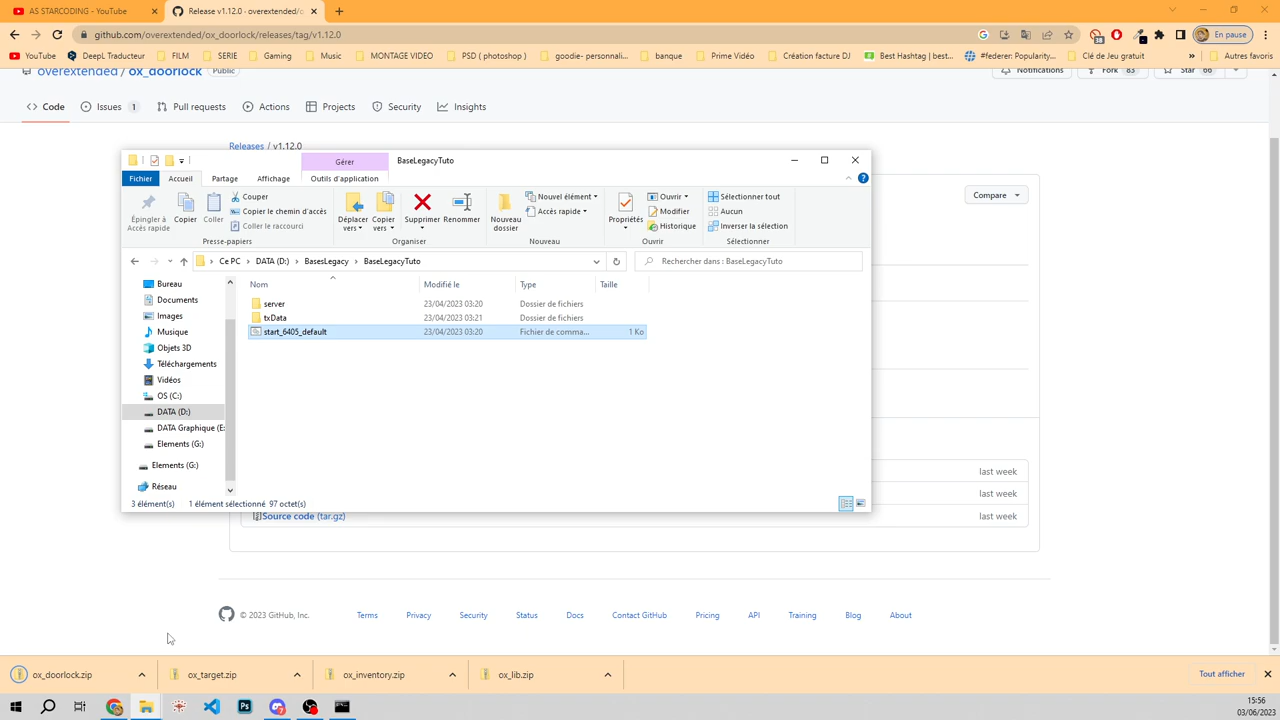 AS STARCODING - YouTube
Release v1.12.0 · overextended/o
github.com/overextended/ox_doorlock/releases/tag/v1.12.0
En pause
YouTube
DeepL Traducteur
FILM
SERIE
Gaming
Music
MONTAGE VIDEO
PSD ( photoshop )
goodie- personnali...
banque
Prime Vidéo
Création facture DJ
Best Hashtag | best...
#federer: Popularity...
Clé de Jeu gratuit
»
Autres favoris
overextended / ox_doorlock
Public
Notifications
Fork 83
Star 66
Code
Issues 1
Pull requests
Actions
Projects
Security
Insights
Releases / v1.12.0
Compare
Gérer
BaseLegacyTuto
Fichier
Accueil
Partage
Affichage
Outils d'application
Épingler à
Accès rapide
Copier
Coller
Couper
Copier le chemin d'accès
Coller le raccourci
Presse-papiers
Déplacer
vers
Copier
vers
Supprimer
Renommer
Organiser
Nouveau
dossier
Nouvel élément
Accès rapide
Nouveau
Propriétés
Ouvrir
Modifier
Historique
Ouvrir
Sélectionner tout
Aucun
Inverser la sélection
Sélectionner
Ce PC > DATA (D:) > BasesLegacy > BaseLegacyTuto
Rechercher dans : BaseLegacyTuto
Nom
Modifié le
Type
Taille
server
23/04/2023 03:20
Dossier de fichiers
txData
23/04/2023 03:21
Dossier de fichiers
start_6405_default
23/04/2023 03:20
Fichier de comma...
1 Ko
Bureau
Documents
Images
Musique
Objets 3D
Téléchargements
Vidéos
OS (C:)
DATA (D:)
DATA Graphique (E:
Elements (G:)
Elements (G:)
Réseau
3 élément(s)
1 élément sélectionné 97 octet(s)
last week
last week
Source code (tar.gz)
last week
© 2023 GitHub, Inc.
Terms
Privacy
Security
Status
Docs
Contact GitHub
Pricing
API
Training
Blog
About
ox_doorlock.zip
ox_target.zip
ox_inventory.zip
ox_lib.zip
Tout afficher
15:56
03/06/2023